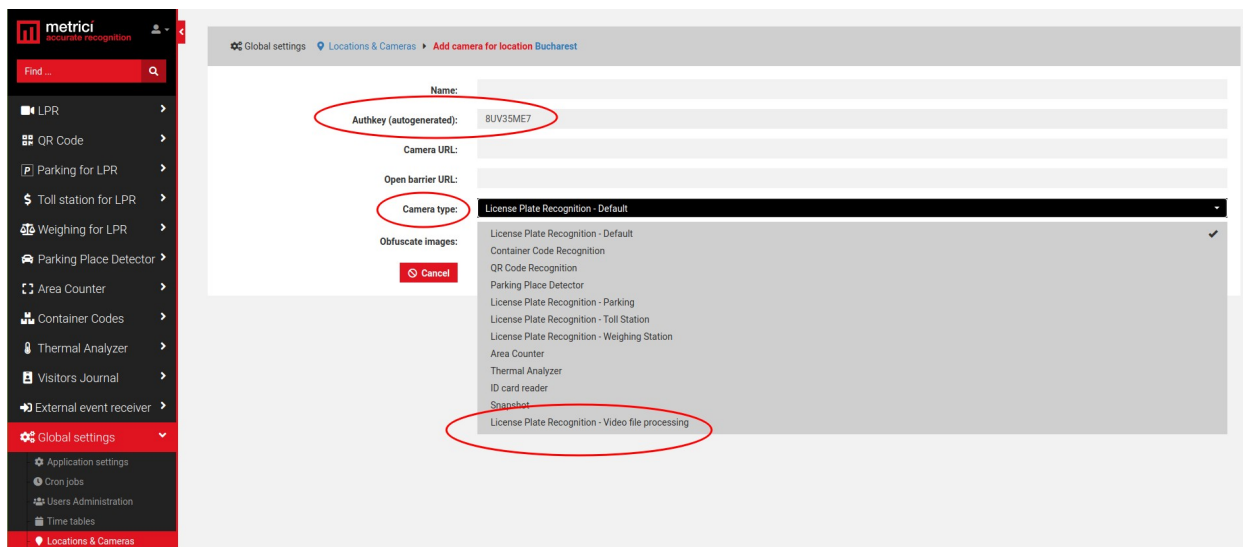 metrici
accurate recognition
Find ...
LPR
QR Code
P Parking for LPR
$ Toll station for LPR
Weighing for LPR
Parking Place Detector
Area Counter
Container Codes
Thermal Analyzer
Visitors Journal
External event receiver
Global settings
Application settings
Cron jobs
Users Administration
Time tables
Locations & Cameras
Global settings Locations & Cameras Add camera for location Bucharest
Name:
Authkey (autogenerated): 8UV35ME7
Camera URL:
Open barrier URL:
Camera type: License Plate Recognition - Default
Obfuscate images:
Cancel
License Plate Recognition - Default
Container Code Recognition
QR Code Recognition
Parking Place Detector
License Plate Recognition - Parking
License Plate Recognition - Toll Station
License Plate Recognition - Weighing Station
Area Counter
Thermal Analyzer
ID card reader
Snapshot
License Plate Recognition - Video file processing